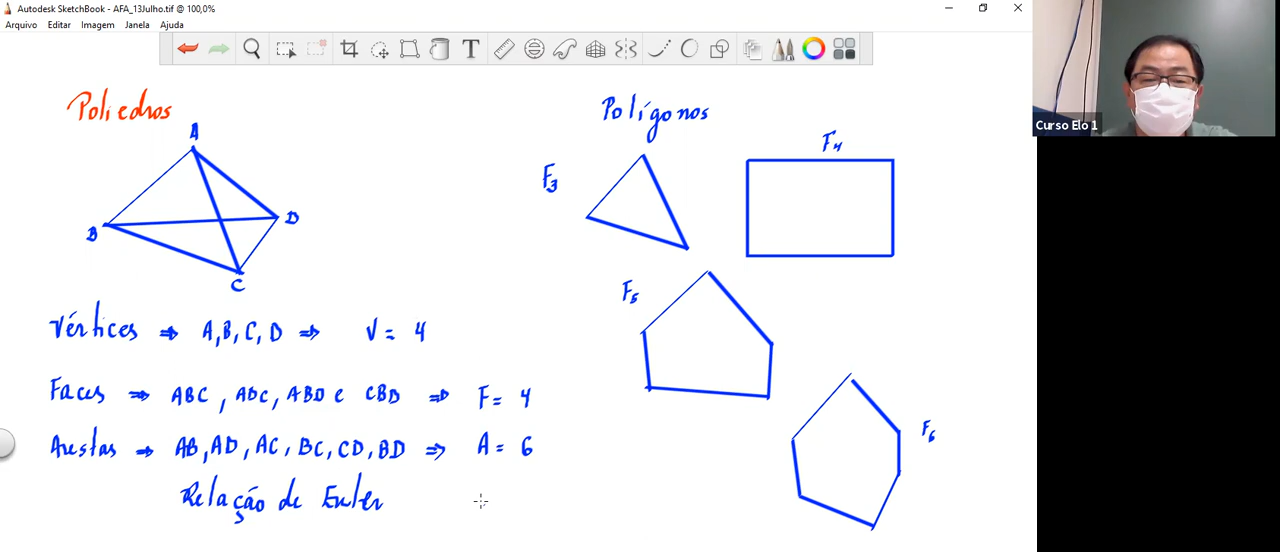 Autodesk SketchBook - AFA_13Julho.tif @ 100,0%
Arquivo Editar Imagem Janela Ajuda
T
Curso Elo 1
Poliedros
A
B
D
C
Vértices ⇒ A, B, C, D ⇒ V = 4
Faces ⇒ ABC, ADC, ABD e CBD ⇒ F = 4
Arestas ⇒ AB, AD, AC, BC, CD, BD ⇒ A = 6
Relação de Euler
Polígonos
F3
F4
F5
F6